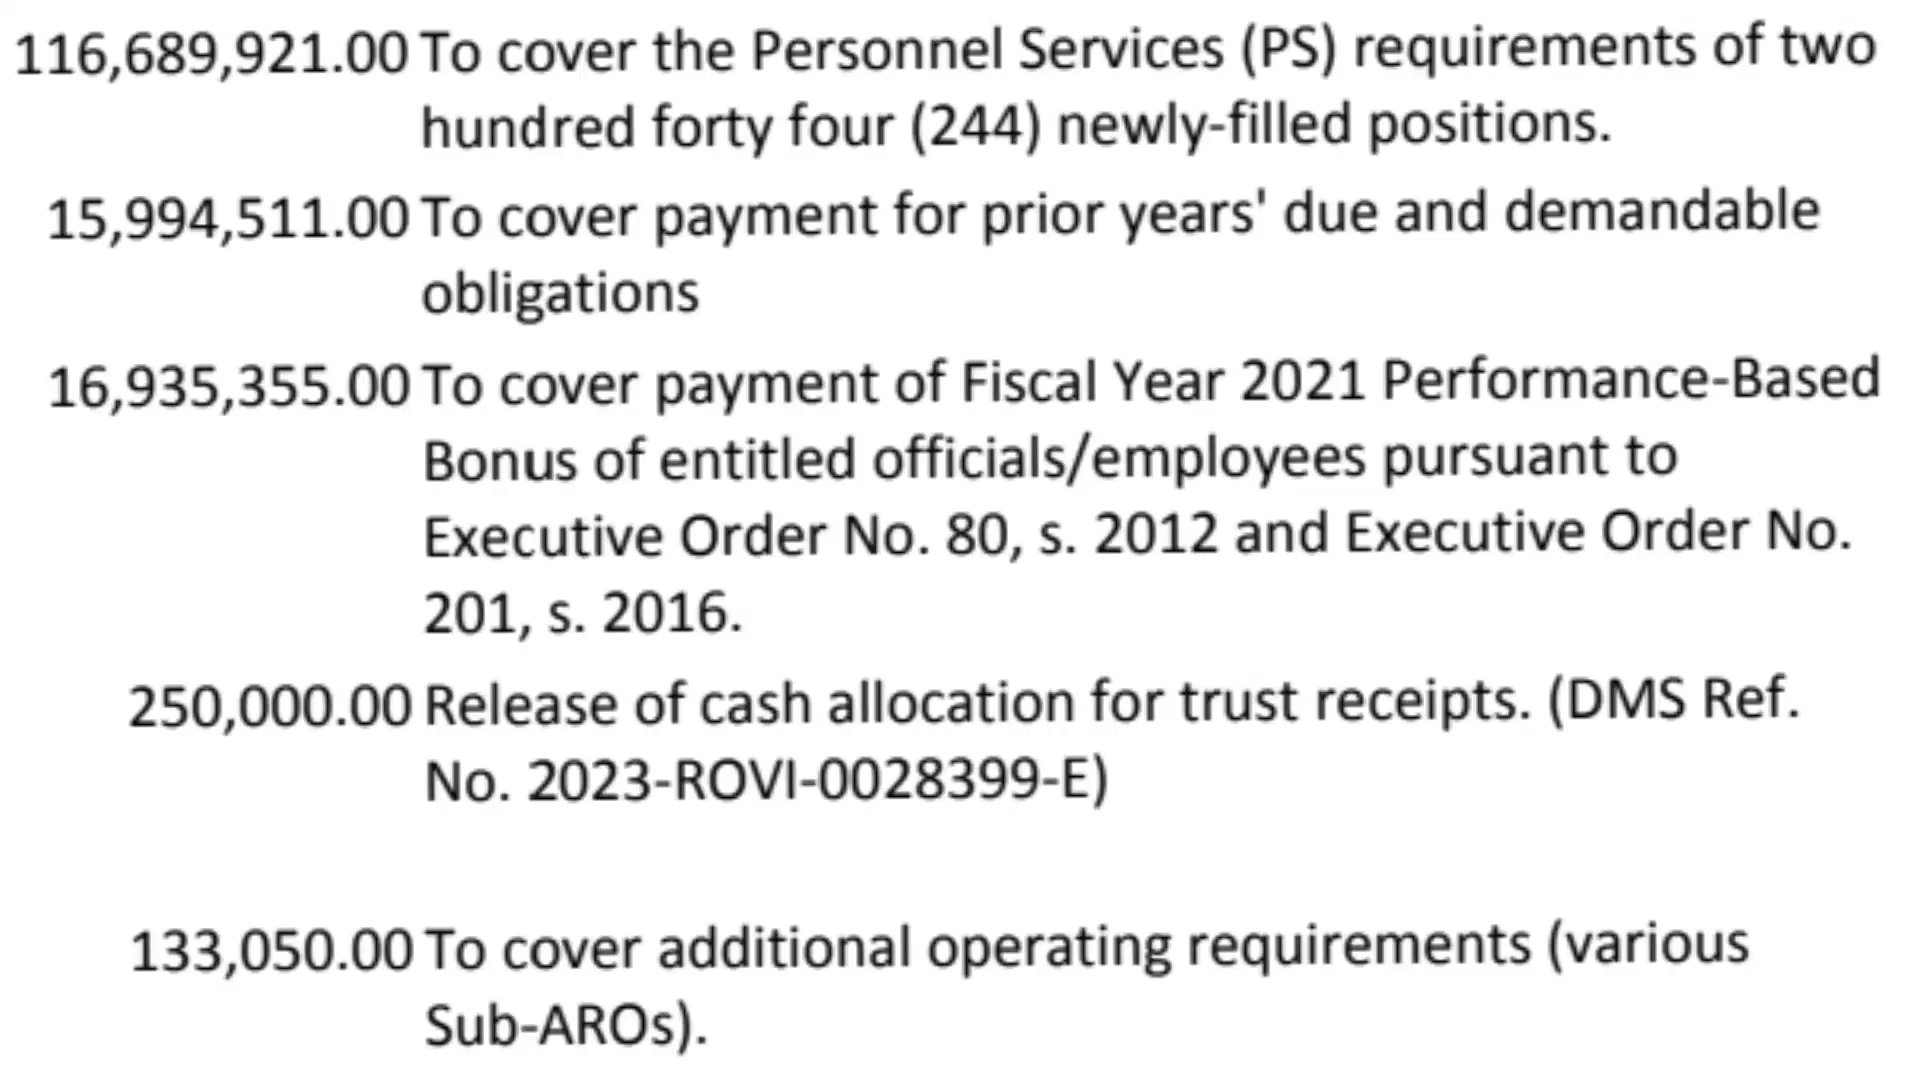 116,689,921.00 To cover the Personnel Services (PS) requirements of two
hundred forty four (244) newly-filled positions.
15,994,511.00 To cover payment for prior years' due and demandable
obligations
16,935,355.00 To cover payment of Fiscal Year 2021 Performance-Based
Bonus of entitled officials/employees pursuant to
Executive Order No. 80, s. 2012 and Executive Order No.
201, s. 2016.
250,000.00 Release of cash allocation for trust receipts. (DMS Ref.
No. 2023-ROVI-0028399-E)
133,050.00 To cover additional operating requirements (various
Sub-AROs).